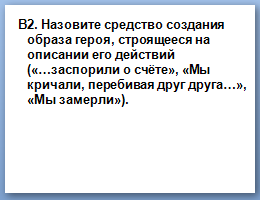 В2. Назовите средство создания
образа героя, строящееся на
описании его действий
(«…заспорили о счёте», «Мы
кричали, перебивая друг друга…»,
«Мы замерли»).